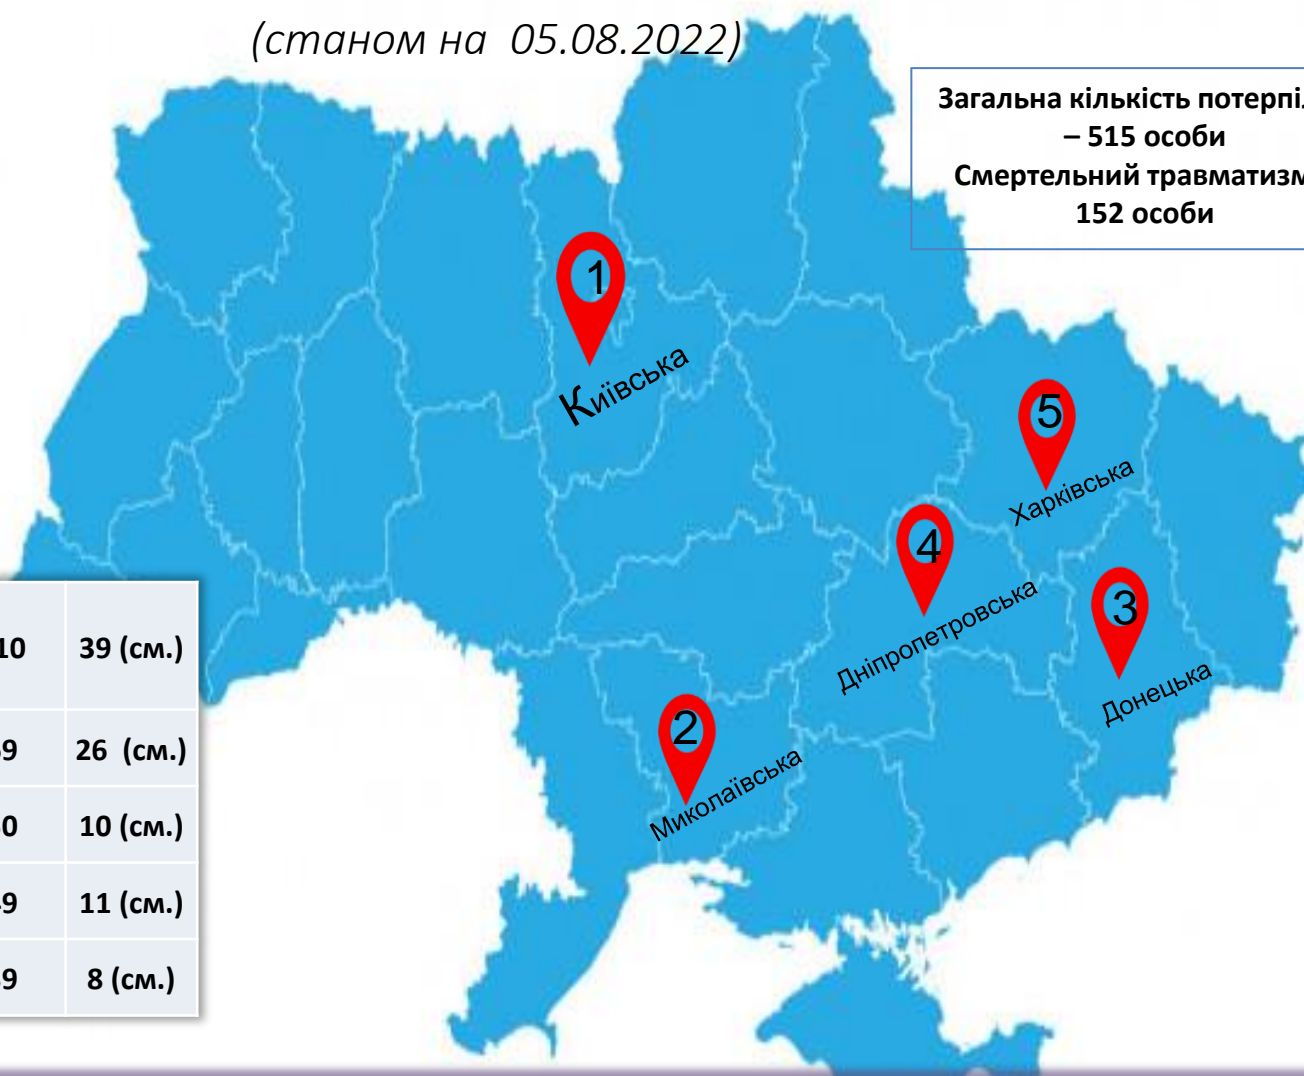 (станом на 05.08.2022)
Загальна кількість
– 515 особи
Смертельний травматизм
152 особи
1
Київська
5
Харківська
4
Дніпропетровська
3
Донецька
2
Миколаївська
39 (см.)
26 (см.)
10 (см.)
11 (см.)
8 (см.)